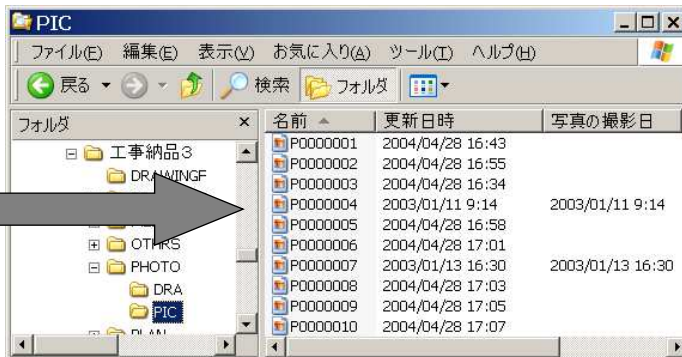 PIC
ファイル(E) 編集(E) 表示(V) お気に入り(A) ツール(T) ヘルプ(H)
戻る 検索 フォルダ
フォルダ ×
名前 更新日時 写真の撮影日
工事納品3
DRAWINGF
OTHRS
PHOTO
DRA
PIC
PLAN
P0000001 2004/04/28 16:43
P0000002 2004/04/28 16:55
P0000003 2004/04/28 16:34
P0000004 2003/01/11 9:14 2003/01/11 9:14
P0000005 2004/04/28 16:58
P0000006 2004/04/28 17:01
P0000007 2003/01/13 16:30 2003/01/13 16:30
P0000008 2004/04/28 17:03
P0000009 2004/04/28 17:05
P0000010 2004/04/28 17:07